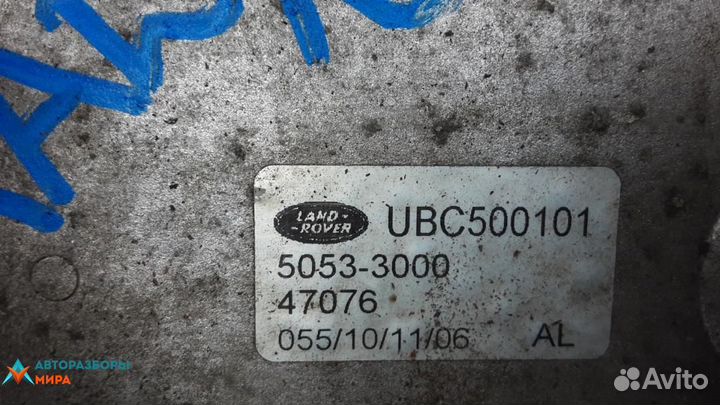 LAND-
-ROVER
UBC500101
5053-3000
47076
055/10/11/06 AL
АВТОРАЗБОРЫ
МИРА
Avito